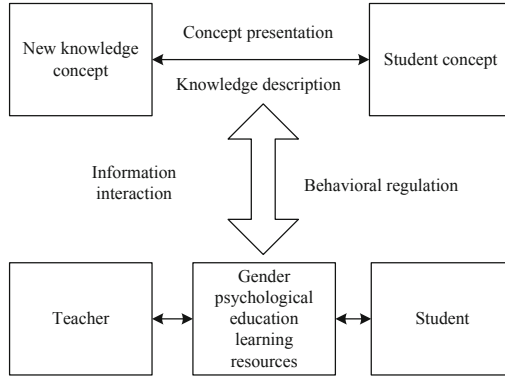 Concept presentation
New knowledge
concept
Student concept
Knowledge description
Information
interaction
Behavioral regulation
Teacher
Gender
psychological
education
learning
resources
Student